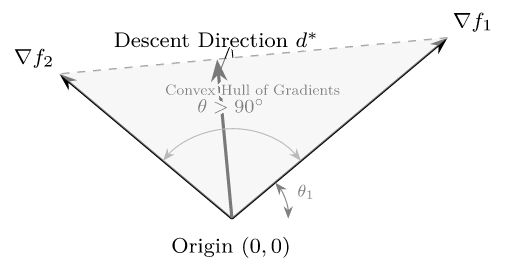 ∇f₁
Descent Direction d*
∇f₂
Convex Hull of Gradients
θ > 90°
θ₁
Origin (0, 0)